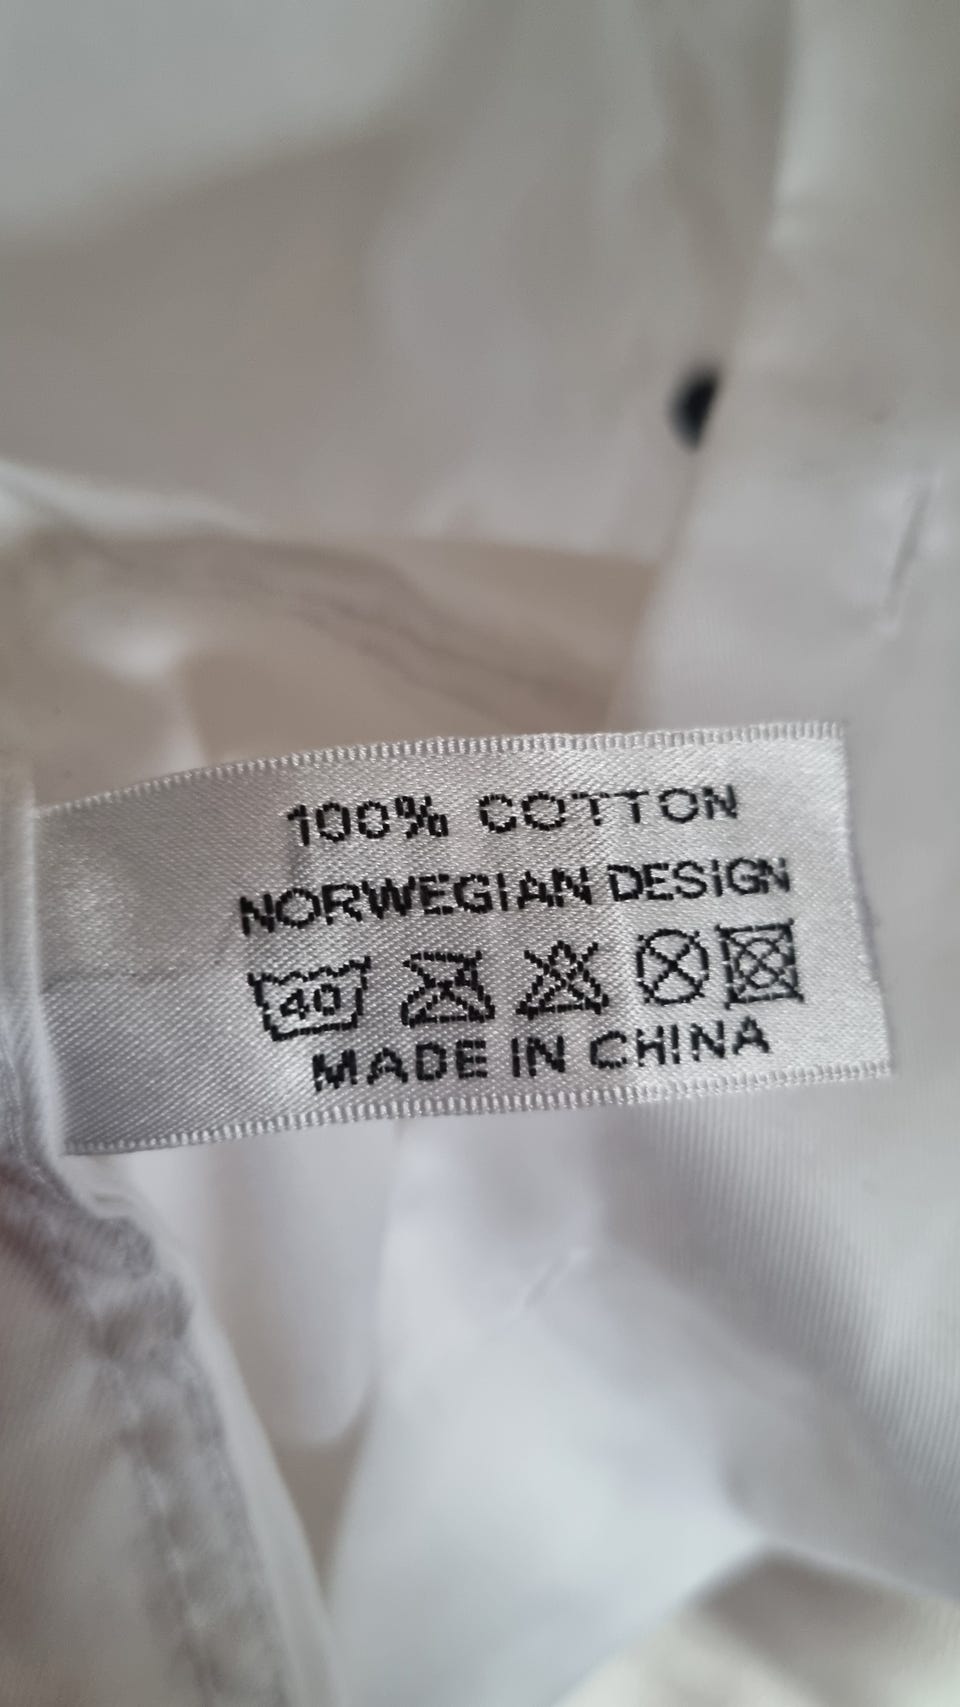 100% COTTON
NORWEGIAN DESIGN
40
MADE IN CHINA